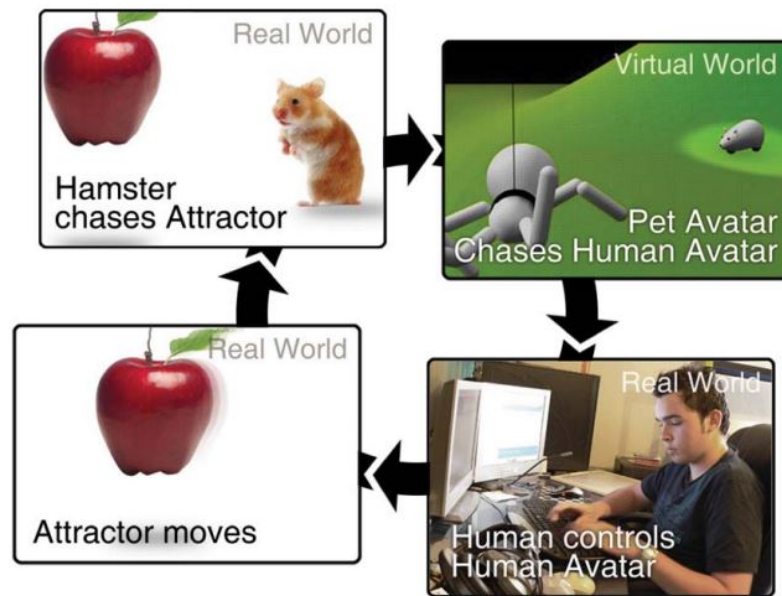 Real World
Hamster
chases Attractor
Virtual World
Pet Avatar
Chases Human Avatar
Real World
Attractor moves
Real World
Human controls
Human Avatar